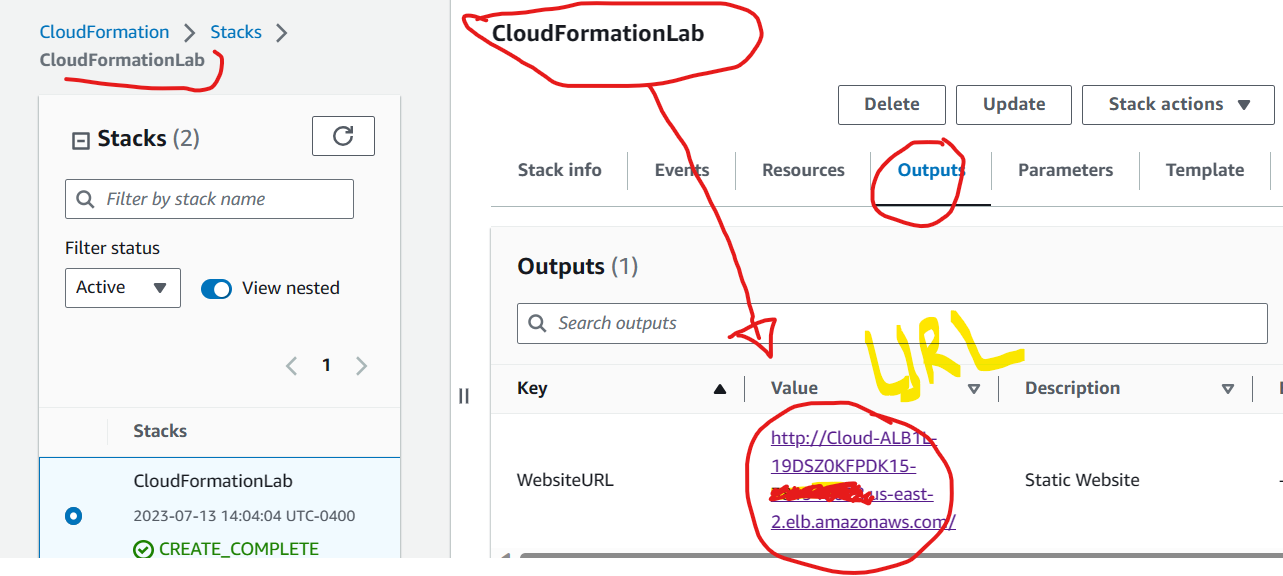 CloudFormation > Stacks >
CloudFormationLab
Stacks (2)
Filter by stack name
Filter status
Active
View nested
1
Stacks
CloudFormationLab
2023-07-13 14:04:04 UTC-0400
CREATE_COMPLETE
CloudFormationLab
Delete
Update
Stack actions
Stack info
Events
Resources
Outputs
Parameters
Template
Outputs (1)
Search outputs
URL
Key
Value
Description
WebsiteURL
http://Cloud-ALB1L-
19DSZ0KFPDK15-
.us-east-
2.elb.amazonaws.com/
Static Website